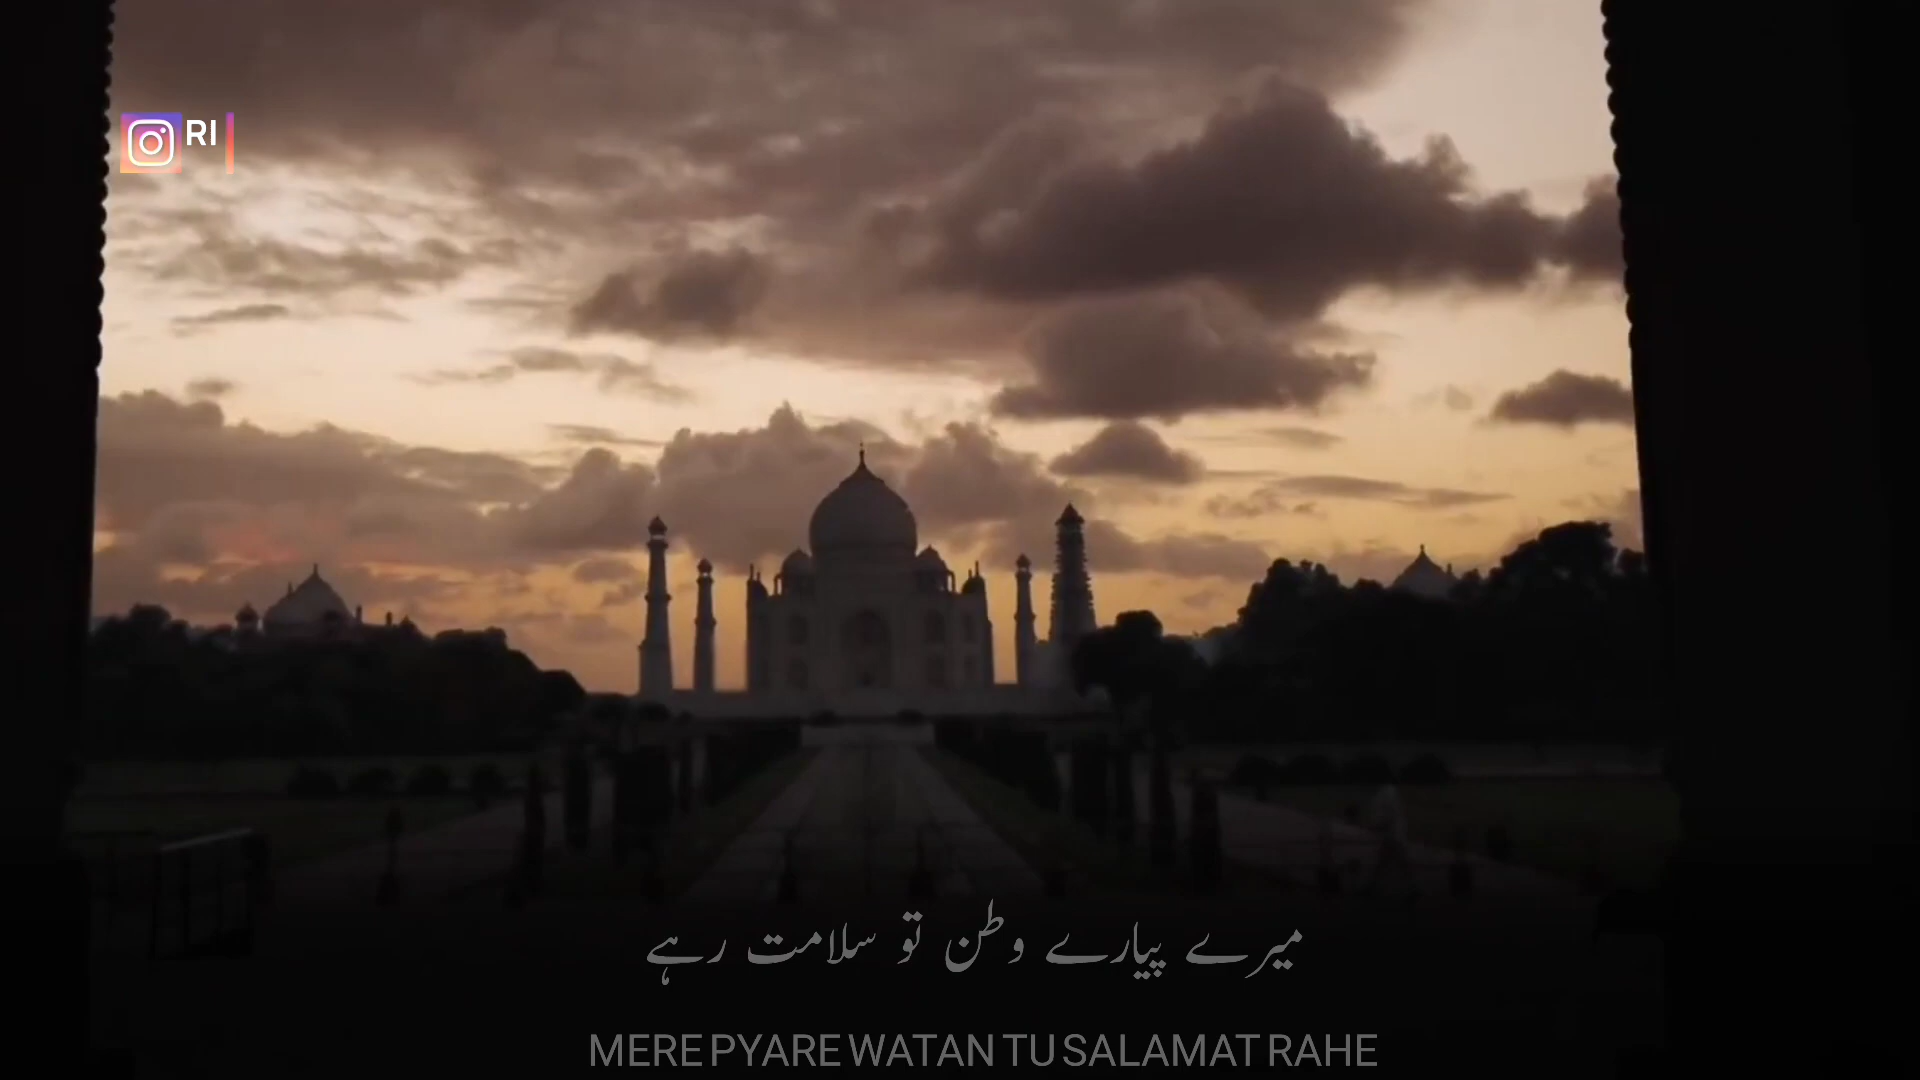 RI
میرے پیارے وطن تو سلامت رہے
MERE PYARE WATAN TU SALAMAT RAHE